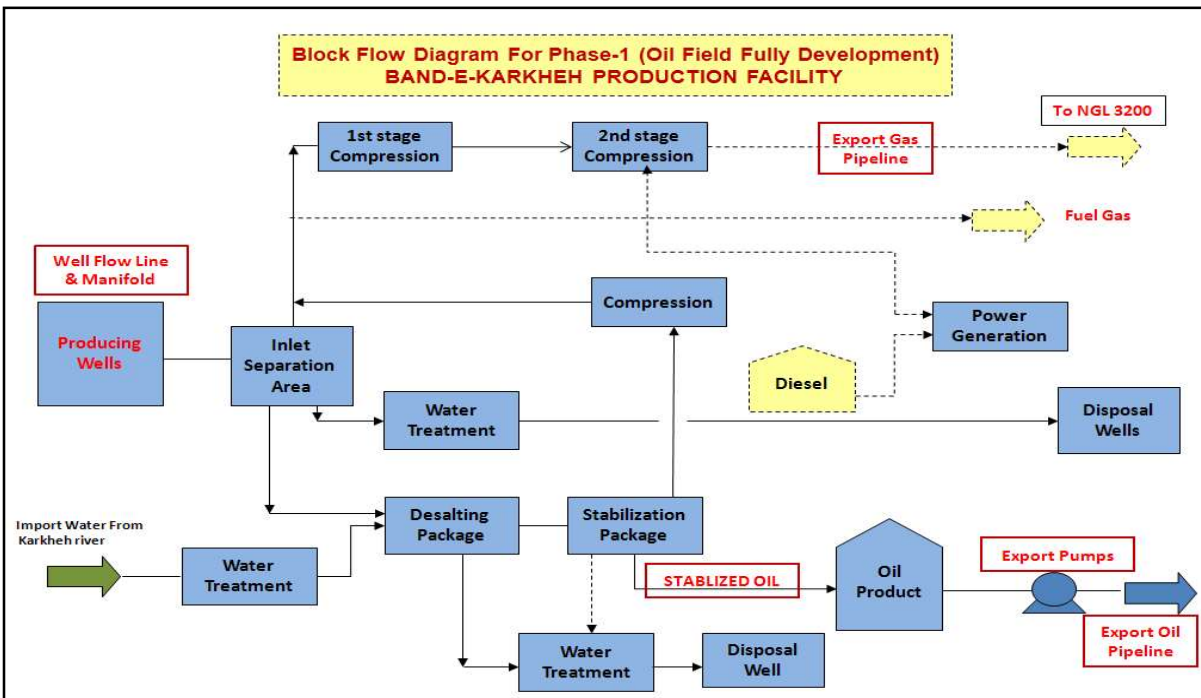 Block Flow Diagram For Phase-1 (Oil Field Fully Development)
BAND-E-KARKHEH PRODUCTION FACILITY
To NGL 3200
1st stage
Compression
2nd stage
Compression
Export Gas
Pipeline
Fuel Gas
Well Flow Line
& Manifold
Producing
Wells
Inlet
Separation
Area
Compression
Power
Generation
Diesel
Water
Treatment
Disposal
Wells
Import Water From
Karkheh river
Water
Treatment
Desalting
Package
Stabilization
Package
STABLIZED OIL
Oil
Product
Export Pumps
Export Oil
Pipeline
Water
Treatment
Disposal
Well